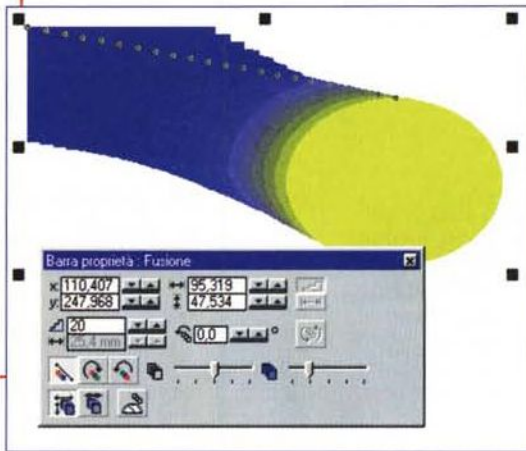 Barra proprietà : Fusione
x: 110,407 95,319
y: 247,968 47,534
20
25,4 mm 0,0 °